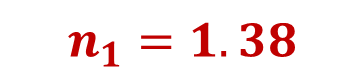 n₁ = 1.38